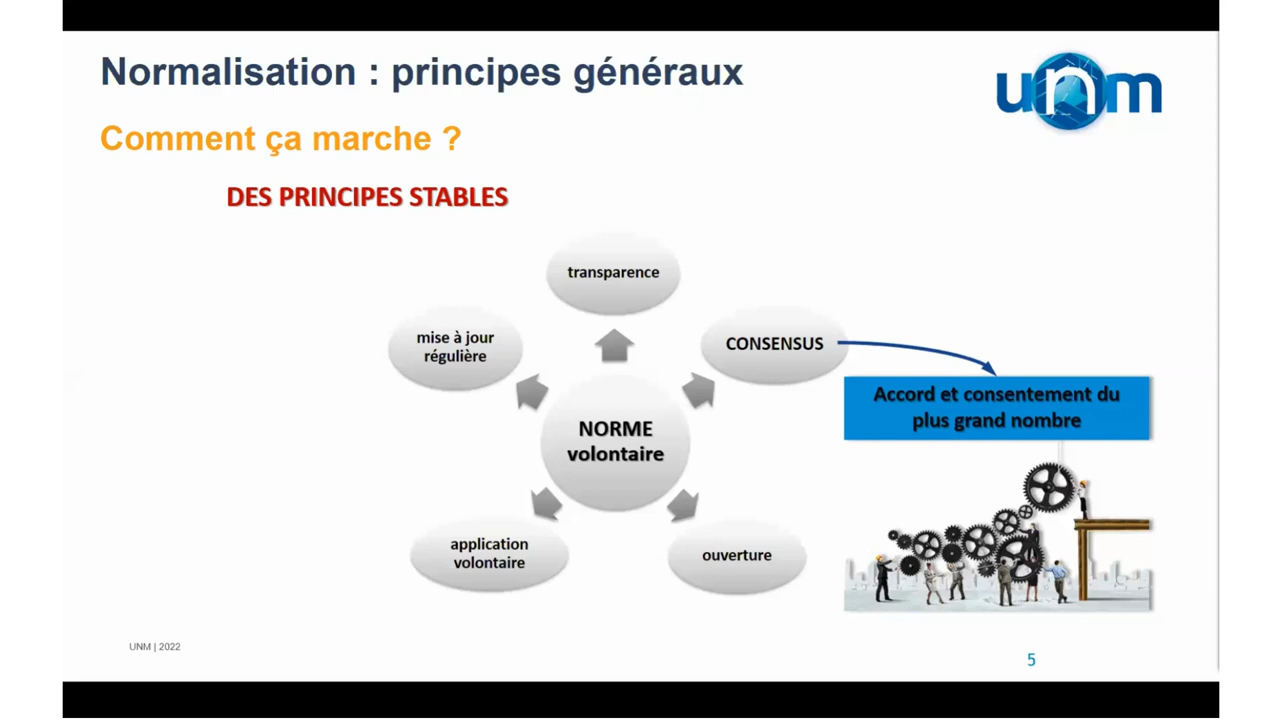 Normalisation : principes généraux
unm
Comment ça marche ?
DES PRINCIPES STABLES
transparence
mise à jour
régulière
CONSENSUS
Accord et consentement du
plus grand nombre
NORME
volontaire
application
volontaire
ouverture
UNM | 2022
5